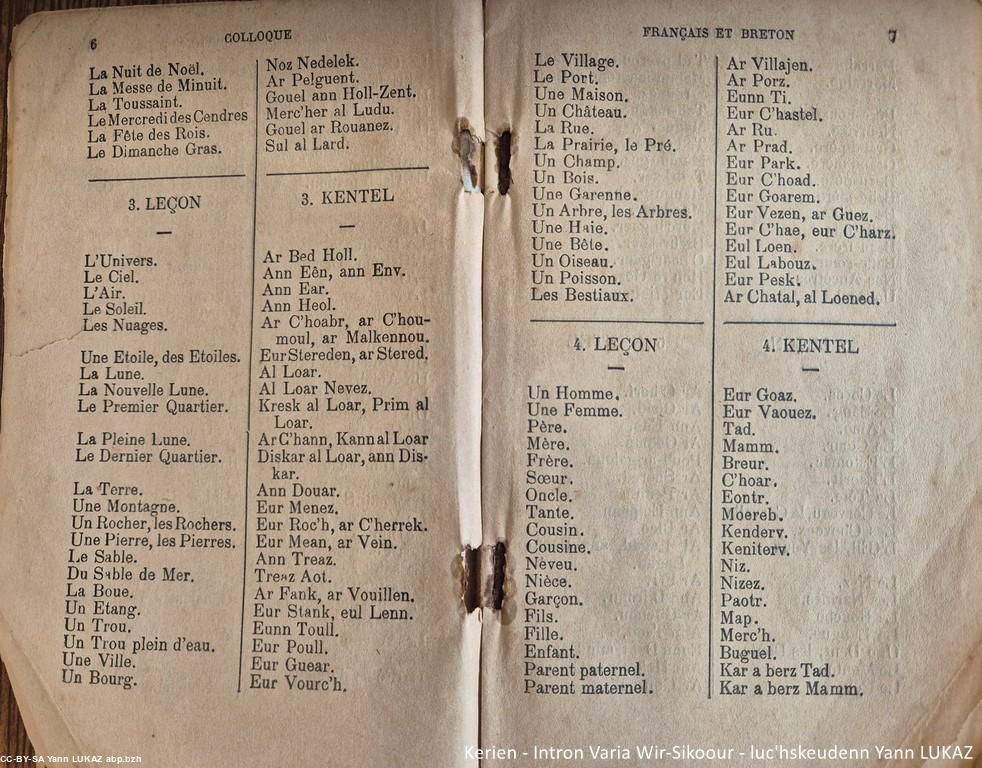 6 COLLOQUE
La Nuit de Noël. Noz Nedelek.
La Messe de Minuit. Ar Pelguent.
La Toussaint. Gouel ann Holl-Zent.
Le Mercredi des Cendres Merc'her al Ludu.
La Fête des Rois. Gouel ar Rouanez.
Le Dimanche Gras. Sul al Lard.
3. LEÇON 3. KENTEL
L'Univers. Ar Bed Holl.
Le Ciel. Ann Eên, ann Env.
L'Air. Ann Ear.
Le Soleil. Ann Heol.
Les Nuages. Ar C'hoabr, ar C'hou-
moul, ar Malkennou.
Une Etoile, des Etoiles. Eur Stereden, ar Stered.
La Lune. Al Loar.
La Nouvelle Lune. Al Loar Nevez.
Le Premier Quartier. Kresk al Loar, Prim al
Loar.
La Pleine Lune. Ar C'hann, Kann al Loar
Le Dernier Quartier. Diskar al Loar, ann Dis-
kar.
La Terre. Ann Douar.
Une Montagne. Eur Menez.
Un Rocher, les Rochers. Eur Roc'h, ar C'herrek.
Une Pierre, les Pierres. Eur Mean, ar Vein.
Le Sable. Ann Treaz.
Du Sable de Mer. Treaz Aot.
La Boue. Ar Fank, ar Vouillen.
Un Etang. Eur Stank, eul Lenn.
Un Trou. Eunn Toull.
Un Trou plein d'eau. Eur Poull.
Une Ville. Eur Guear.
Un Bourg. Eur Vourc'h.
FRANÇAIS ET BRETON 7
Le Village. Ar Villajen.
Le Port. Ar Porz.
Une Maison. Eunn Ti.
Un Château. Eur C'hastel.
La Rue. Ar Ru.
La Prairie, le Pré. Ar Prad.
Un Champ. Eur Park.
Un Bois. Eur C'hoad.
Une Garenne. Eur Goarem.
Un Arbre, les Arbres. Eur Vezen, ar Guez.
Une Haie. Eur C'hae, eur C'harz.
Une Bête. Eul Loen.
Un Oiseau. Eul Labouz.
Un Poisson. Eur Pesk.
Les Bestiaux. Ar Chatal, al Loened.
4. LEÇON 4. KENTEL
Un Homme. Eur Goaz.
Une Femme. Eur Vaouez.
Père. Tad.
Mère. Mamm.
Frère. Breur.
Sœur. C'hoar.
Oncle. Eontr.
Tante. Moereb.
Cousin. Kenderv.
Cousine. Keniterv.
Neveu. Niz.
Nièce. Nizez.
Garçon. Paotr.
Fils. Map.
Fille. Merc'h.
Enfant. Buguel.
Parent paternel. Kar a berz Tad.
Parent maternel. Kar a berz Mamm.
CC-BY-SA Yann LUKAZ abp.bzh
Kerien - Intron Varia Wir-Sikoour - luc'hskeudenn Yann LUKAZ